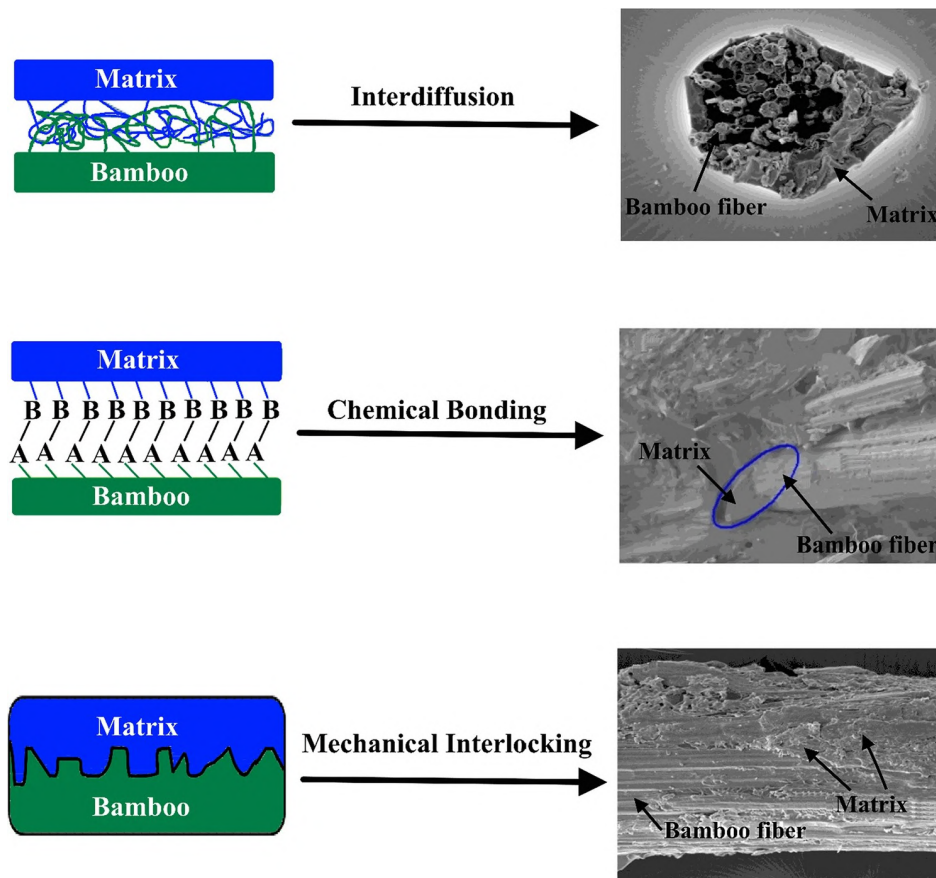 Matrix
Interdiffusion
Bamboo
Bamboo fiber
Matrix
Matrix
B B B B B B B B B B
Chemical Bonding
A A A A A A A A A A
Bamboo
Matrix
Bamboo fiber
Matrix
Mechanical Interlocking
Bamboo
Matrix
Bamboo fiber